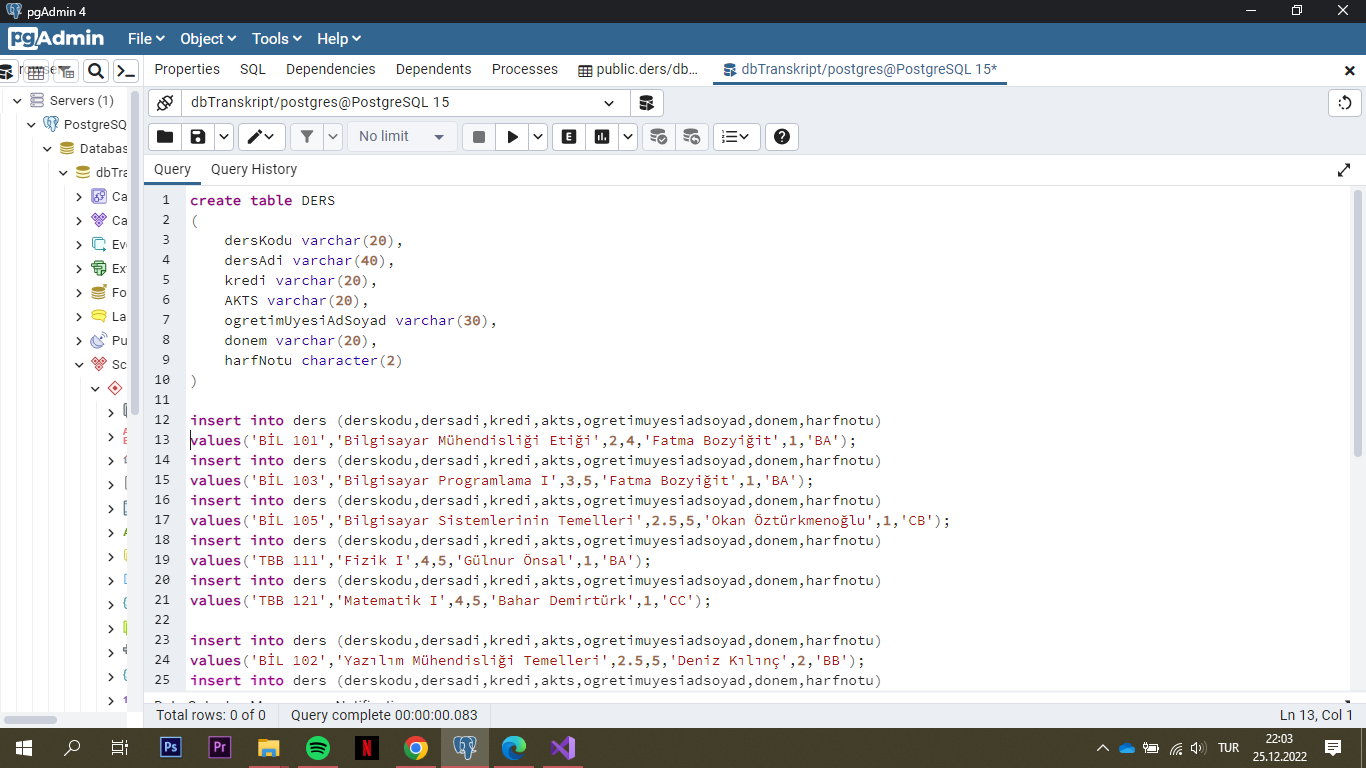 pgAdmin 4
pgAdmin File Object Tools Help
Properties SQL Dependencies Dependents Processes public.ders/db... dbTranskript/postgres@PostgreSQL 15*
Servers (1)
PostgreSQ
Databas
dbTra
Ca
Ca
Eve
Ex
Fo
La
Pu
Sc
dbTranskript/postgres@PostgreSQL 15
No limit
E
Query Query History
1 create table DERS
2 (
3 dersKodu varchar(20),
4 dersAdi varchar(40),
5 kredi varchar(20),
6 AKTS varchar(20),
7 ogretimUyesiAdSoyad varchar(30),
8 donem varchar(20),
9 harfNotu character(2)
10 )
11
12 insert into ders (derskodu,dersadi,kredi,akts,ogretimuyesiadsoyad,donem,harfnotu)
13 values('BİL 101','Bilgisayar Mühendisliği Etiği',2,4,'Fatma Bozyiğit',1,'BA');
14 insert into ders (derskodu,dersadi,kredi,akts,ogretimuyesiadsoyad,donem,harfnotu)
15 values('BİL 103','Bilgisayar Programlama I',3,5,'Fatma Bozyiğit',1,'BA');
16 insert into ders (derskodu,dersadi,kredi,akts,ogretimuyesiadsoyad,donem,harfnotu)
17 values('BİL 105','Bilgisayar Sistemlerinin Temelleri',2.5,5,'Okan Öztürkmenoğlu',1,'CB');
18 insert into ders (derskodu,dersadi,kredi,akts,ogretimuyesiadsoyad,donem,harfnotu)
19 values('TBB 111','Fizik I',4,5,'Gülnur Önsal',1,'BA');
20 insert into ders (derskodu,dersadi,kredi,akts,ogretimuyesiadsoyad,donem,harfnotu)
21 values('TBB 121','Matematik I',4,5,'Bahar Demirtürk',1,'CC');
22
23 insert into ders (derskodu,dersadi,kredi,akts,ogretimuyesiadsoyad,donem,harfnotu)
24 values('BİL 102','Yazılım Mühendisliği Temelleri',2.5,5,'Deniz Kılınç',2,'BB');
25 insert into ders (derskodu,dersadi,kredi,akts,ogretimuyesiadsoyad,donem,harfnotu)
Total rows: 0 of 0 Query complete 00:00:00.083 Ln 13, Col 1
Ps Pr N TUR 22:03
25.12.2022